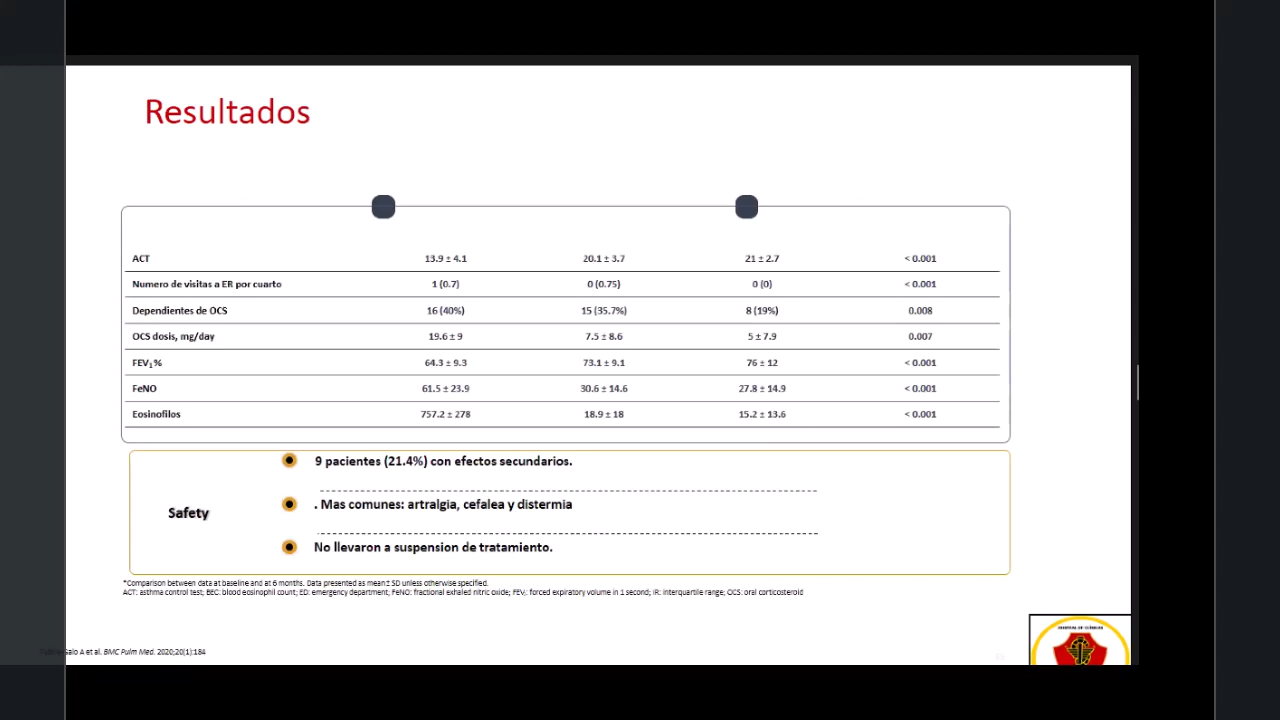 Resultados
ACT 13.9 ± 4.1 20.1 ± 3.7 21 ± 2.7 < 0.001
Numero de visitas a ER por cuarto 1 (0.7) 0 (0.75) 0 (0) < 0.001
Dependientes de OCS 16 (40%) 15 (35.7%) 8 (19%) 0.008
OCS dosis, mg/day 19.6 ± 9 7.5 ± 8.6 5 ± 7.9 0.007
FEV₁ % 64.3 ± 9.3 73.1 ± 9.1 76 ± 12 < 0.001
FeNO 61.5 ± 23.9 30.6 ± 14.6 27.8 ± 14.9 < 0.001
Eosinofilos 757.2 ± 278 18.9 ± 18 15.2 ± 13.6 < 0.001
Safety
9 pacientes (21.4%) con efectos secundarios.
. Mas comunes: artralgia, cefalea y distermia
No llevaron a suspension de tratamiento.
*Comparison between data at baseline and at 6 months. Data presented as mean± SD unless otherwise specified.
ACT: asthma control test; BEC: blood eosinophil count; ED: emergency department; FeNO: fractional exhaled nitric oxide; FEV₁: forced expiratory volume in 1 second; IR: interquartile range; OCS: oral corticosteroid
A et al. BMC Pulm Med. 2020;20(1):184
HOSPITAL DE CLÍNICAS